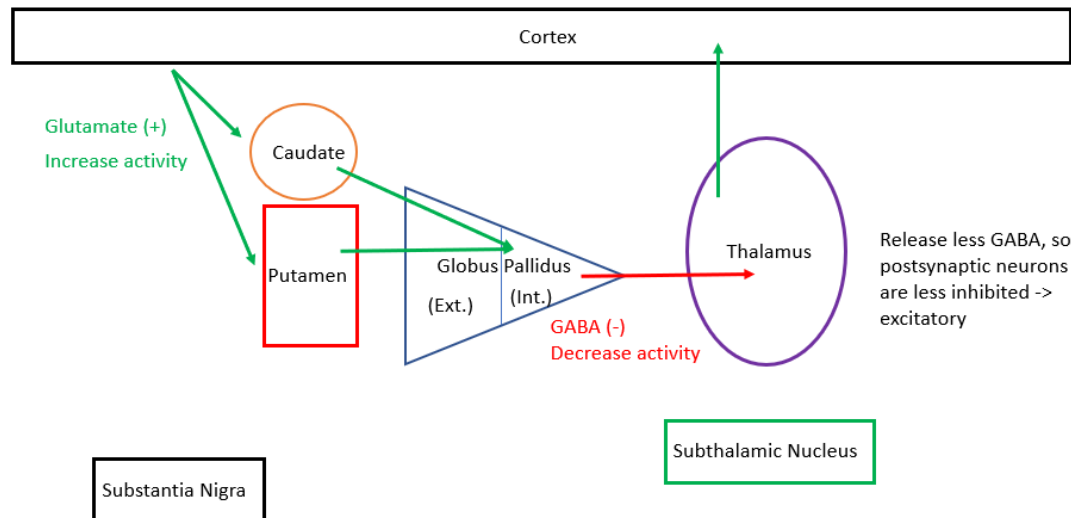 Cortex
Glutamate (+)
Increase activity
Caudate
Putamen
Globus Pallidus
(Ext.) (Int.)
GABA (-)
Decrease activity
Thalamus
Release less GABA, so
postsynaptic neurons
are less inhibited ->
excitatory
Subthalamic Nucleus
Substantia Nigra